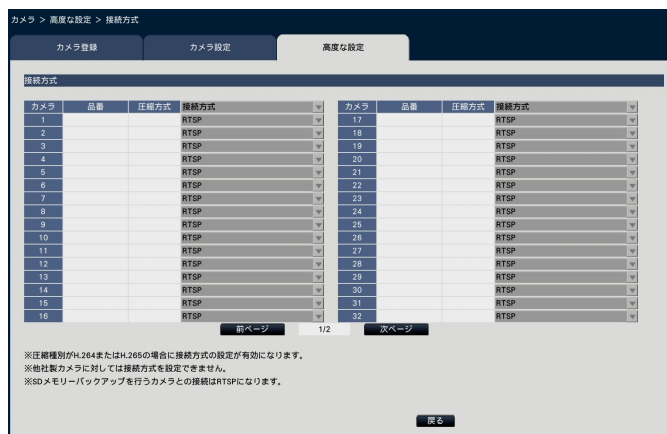 カメラ > 高度な設定 > 接続方式
カメラ登録 カメラ設定 高度な設定
接続方式
カメラ 品番 圧縮方式 接続方式 カメラ 品番 圧縮方式 接続方式
1 RTSP 17 RTSP
2 RTSP 18 RTSP
3 RTSP 19 RTSP
4 RTSP 20 RTSP
5 RTSP 21 RTSP
6 RTSP 22 RTSP
7 RTSP 23 RTSP
8 RTSP 24 RTSP
9 RTSP 25 RTSP
10 RTSP 26 RTSP
11 RTSP 27 RTSP
12 RTSP 28 RTSP
13 RTSP 29 RTSP
14 RTSP 30 RTSP
15 RTSP 31 RTSP
16 RTSP 32 RTSP
前ページ 1/2 次ページ
※圧縮種別がH.264またはH.265の場合に接続方式の設定が有効になります。
※他社製カメラに対しては接続方式を設定できません。
※SDメモリーバックアップを行うカメラとの接続はRTSPになります。
戻る